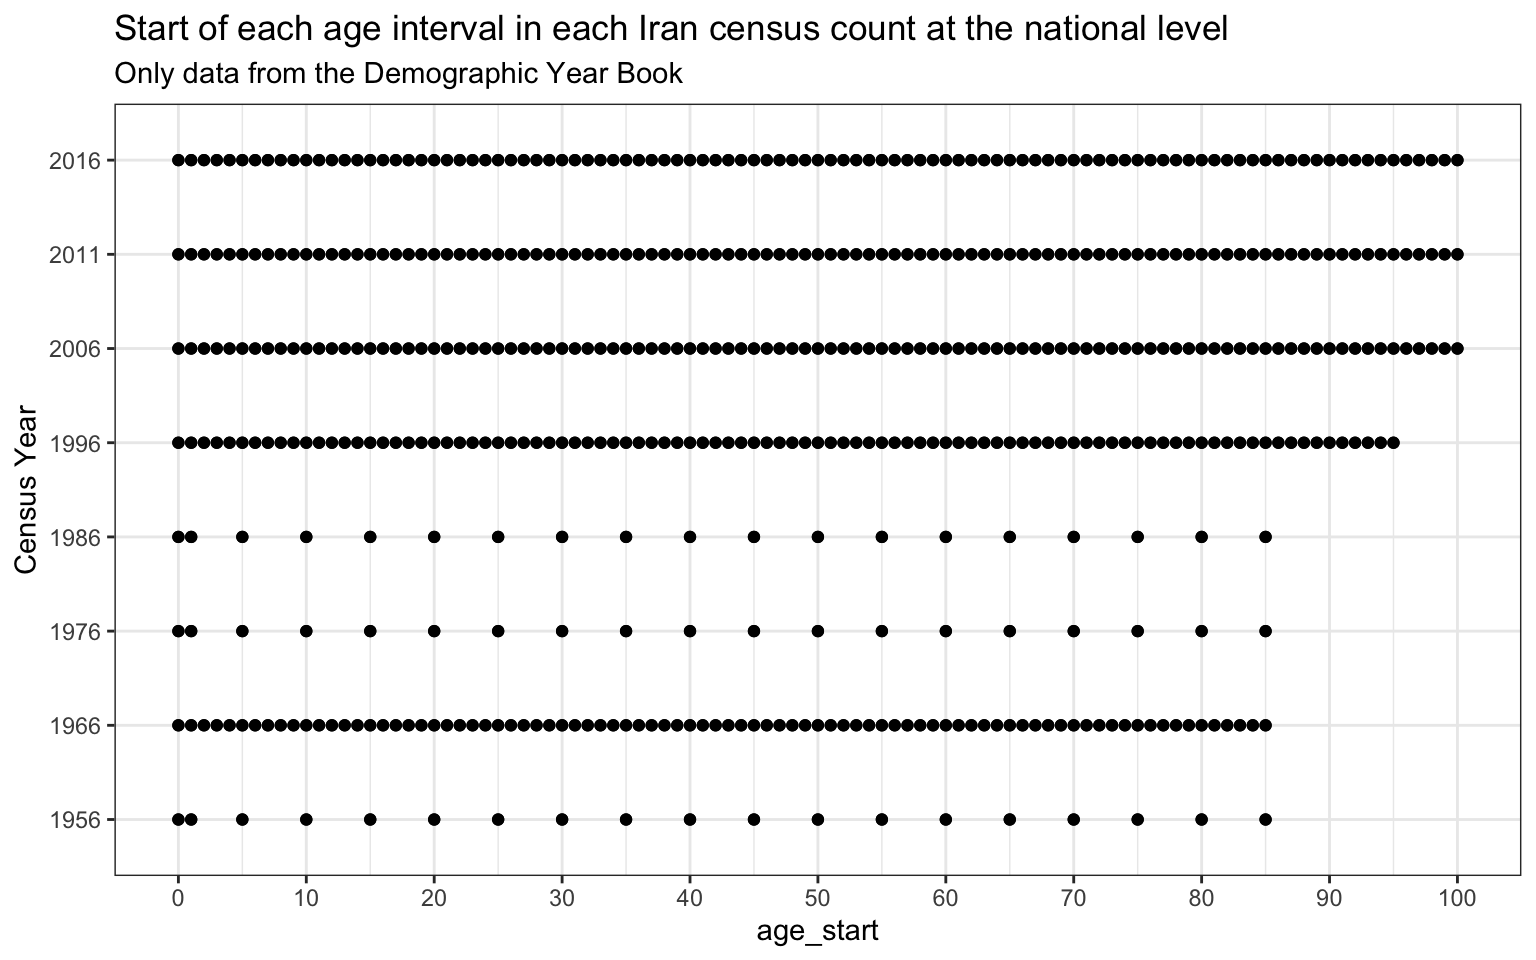 Start of each age interval in each Iran census count at the national level
Only data from the Demographic Year Book
Census Year
2016
2011
2006
1996
1986
1976
1966
1956
0 10 20 30 40 50 60 70 80 90 100
age_start